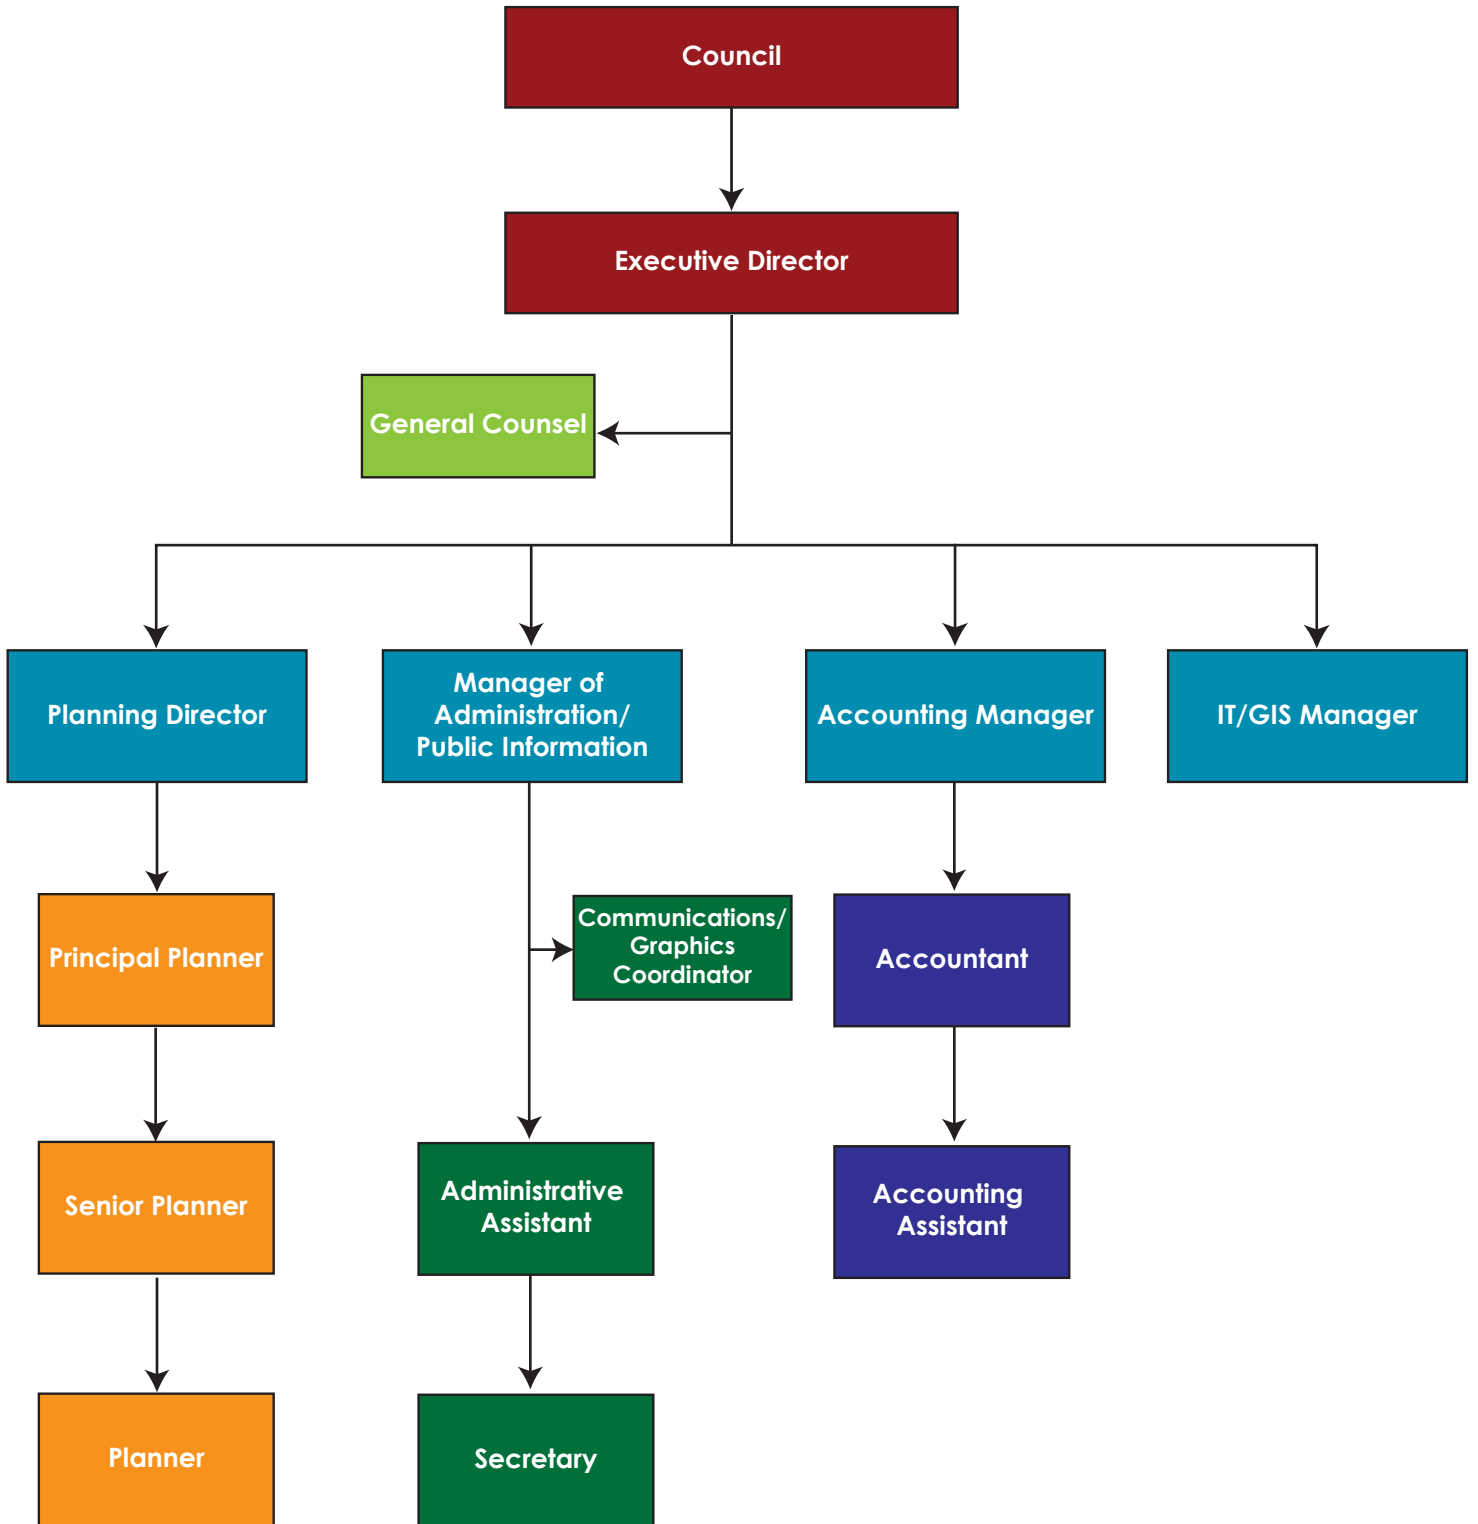 Council
Executive Director
General Counsel
Planning Director
Manager of
Administration/
Public Information
Accounting Manager
IT/GIS Manager
Principal Planner
Communications/
Graphics
Coordinator
Accountant
Senior Planner
Administrative
Assistant
Accounting
Assistant
Planner
Secretary